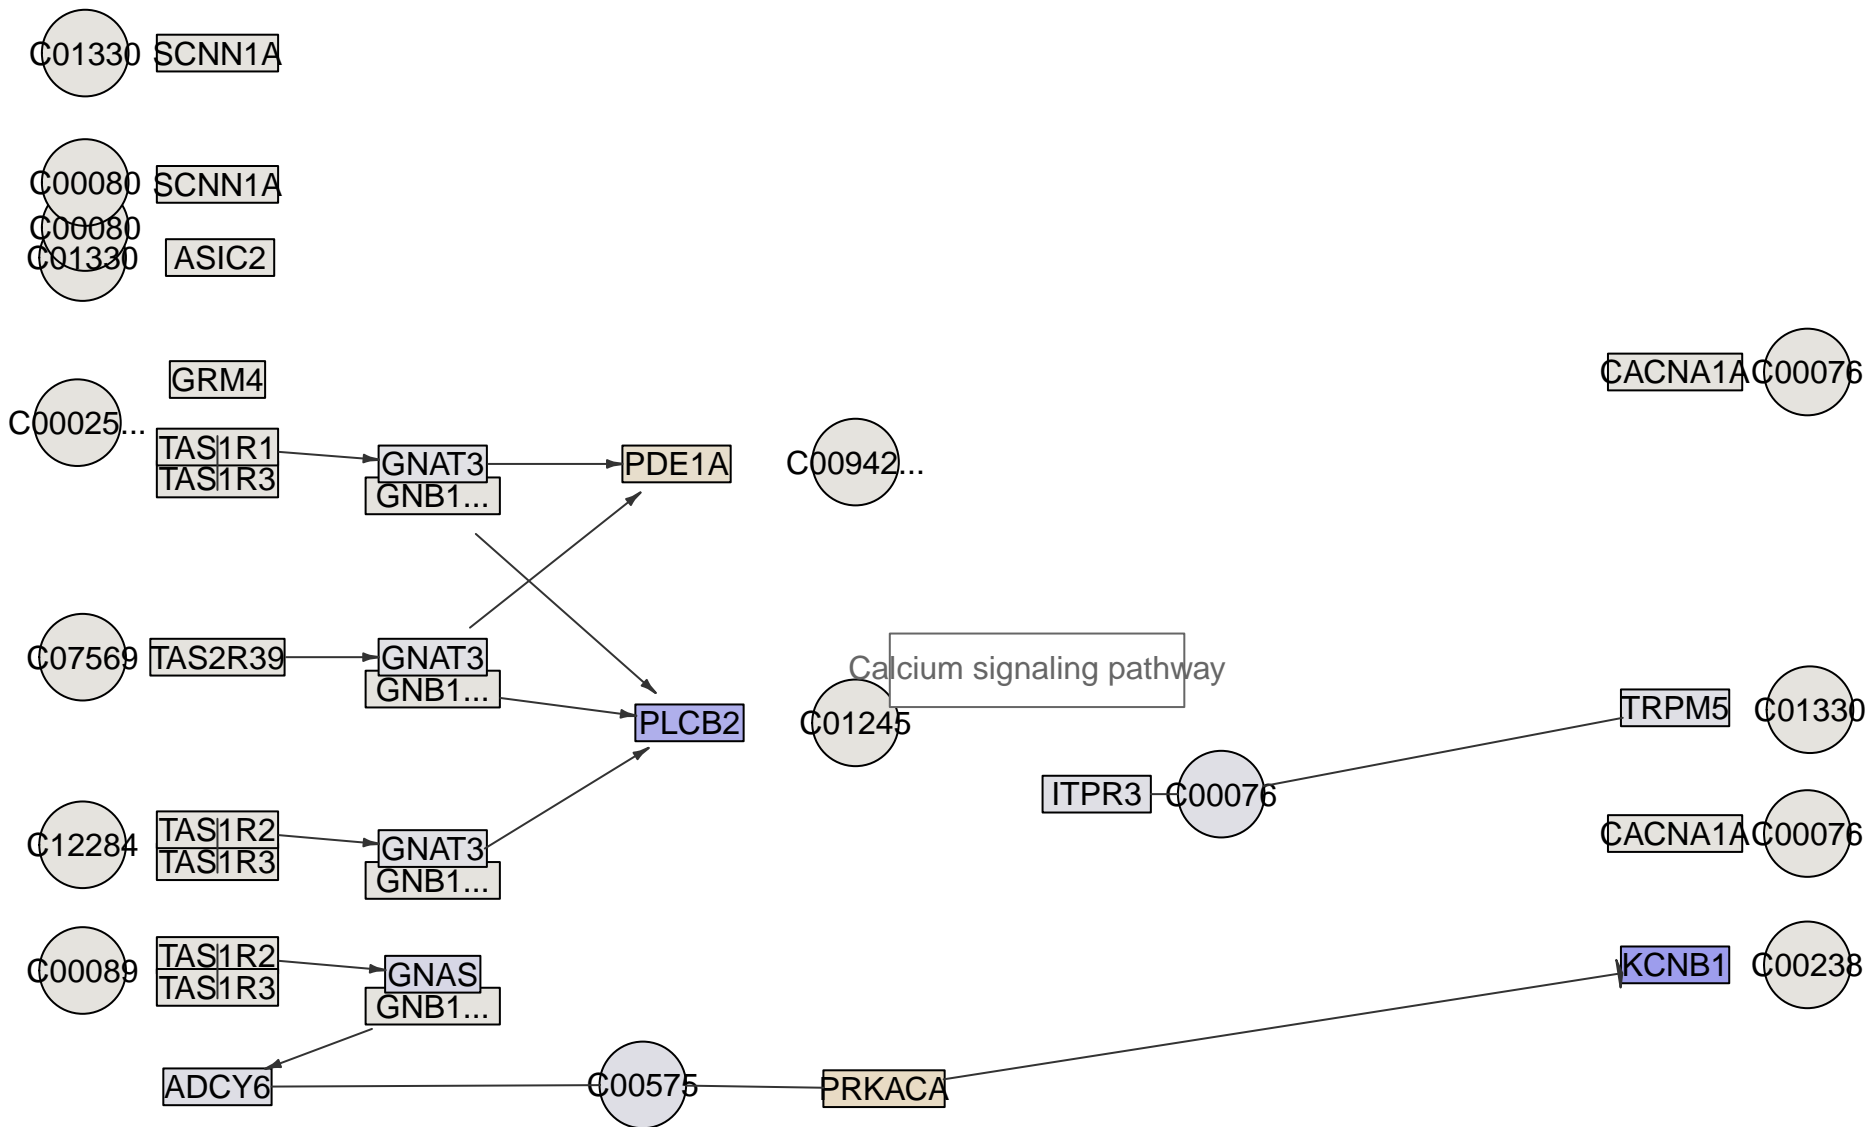 C01330 SCNN1A
C00080 SCNN1A
C00080
C01330 ASIC2
GRM4
CACNA1A C00076
C00025...
TAS1R1
GNAT3 PDE1A C00942...
TAS1R3
GNB1...
C07569 TAS2R39 GNAT3
Calcium signaling pathway
GNB1...
TRPM5 C01330
PLCB2 C01245
ITPR3 C00076
TAS1R2
C12284
GNAT3
CACNA1A C00076
TAS1R3
GNB1...
TAS1R2
C00089
GNAS
KCNB1 C00238
TAS1R3
GNB1...
ADCY6 C00575 PRKACA